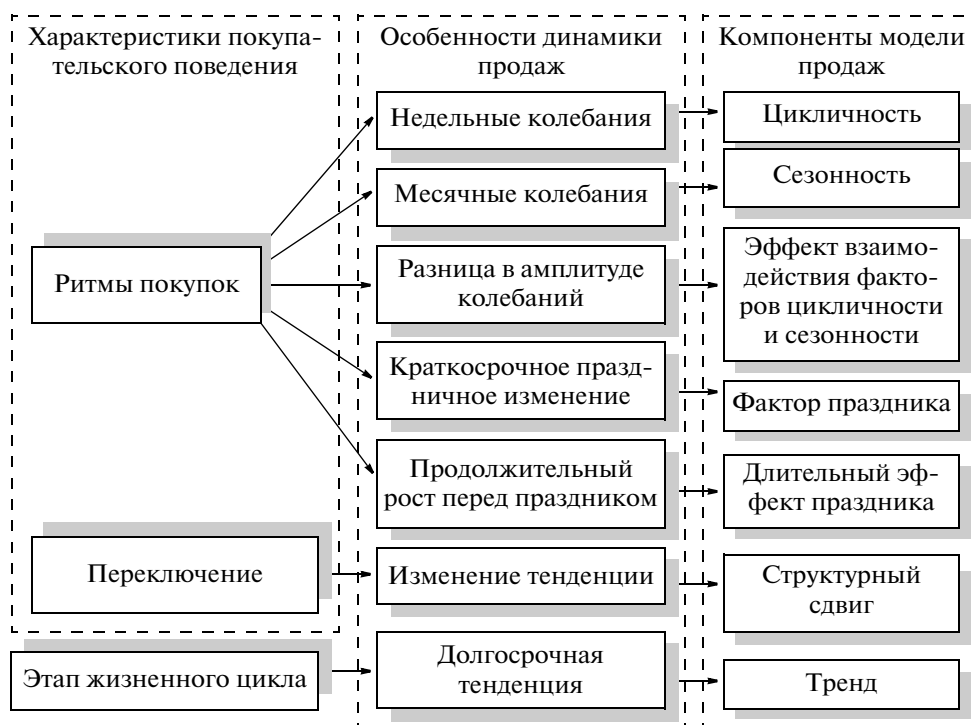 Характеристики покупа-
тельского поведения
Ритмы покупок
Переключение
Этап жизненного цикла
Особенности динамики
продаж
Недельные колебания
Месячные колебания
Разница в амплитуде
колебаний
Краткосрочное празд-
ничное изменение
Продолжительный
рост перед праздником
Изменение тенденции
Долгосрочная
тенденция
Компоненты модели
продаж
Цикличность
Сезонность
Эффект взаимо-
действия факто-
ров цикличности
и сезонности
Фактор праздника
Длительный эф-
фект праздника
Структурный
сдвиг
Тренд